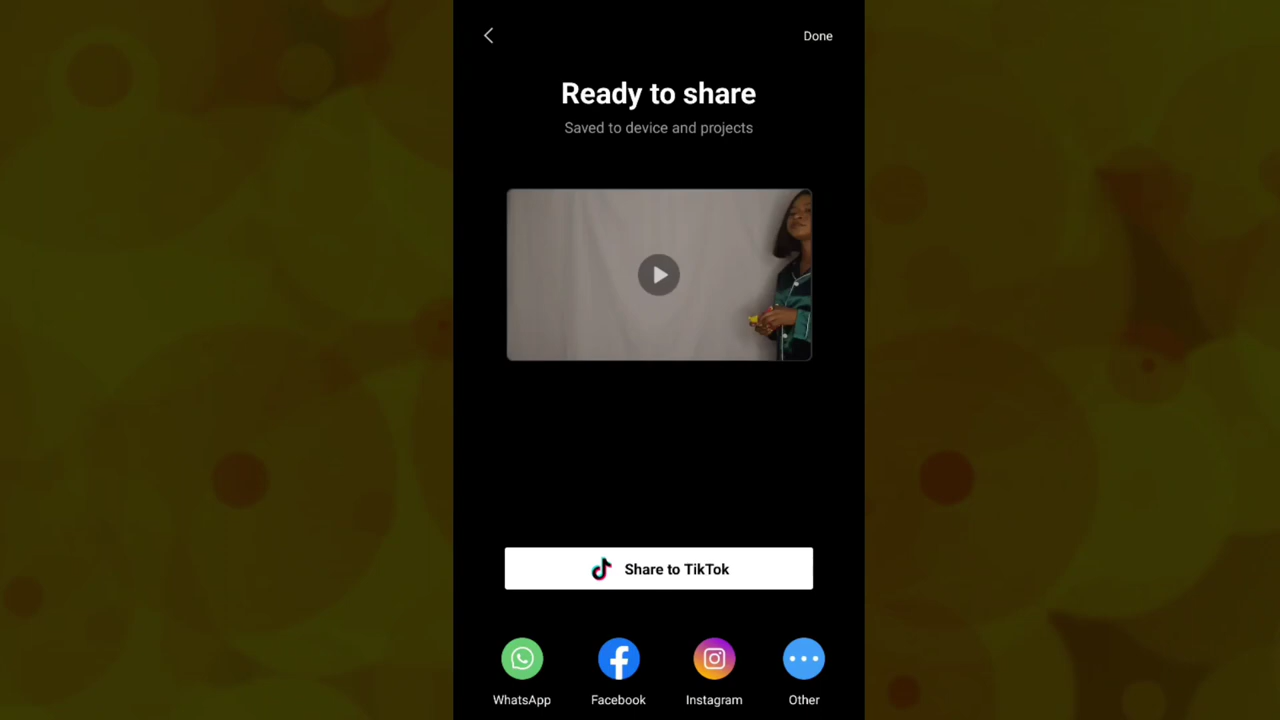 Done
Ready to share
Saved to device and projects
Share to TikTok
WhatsApp
Facebook
Instagram
Other